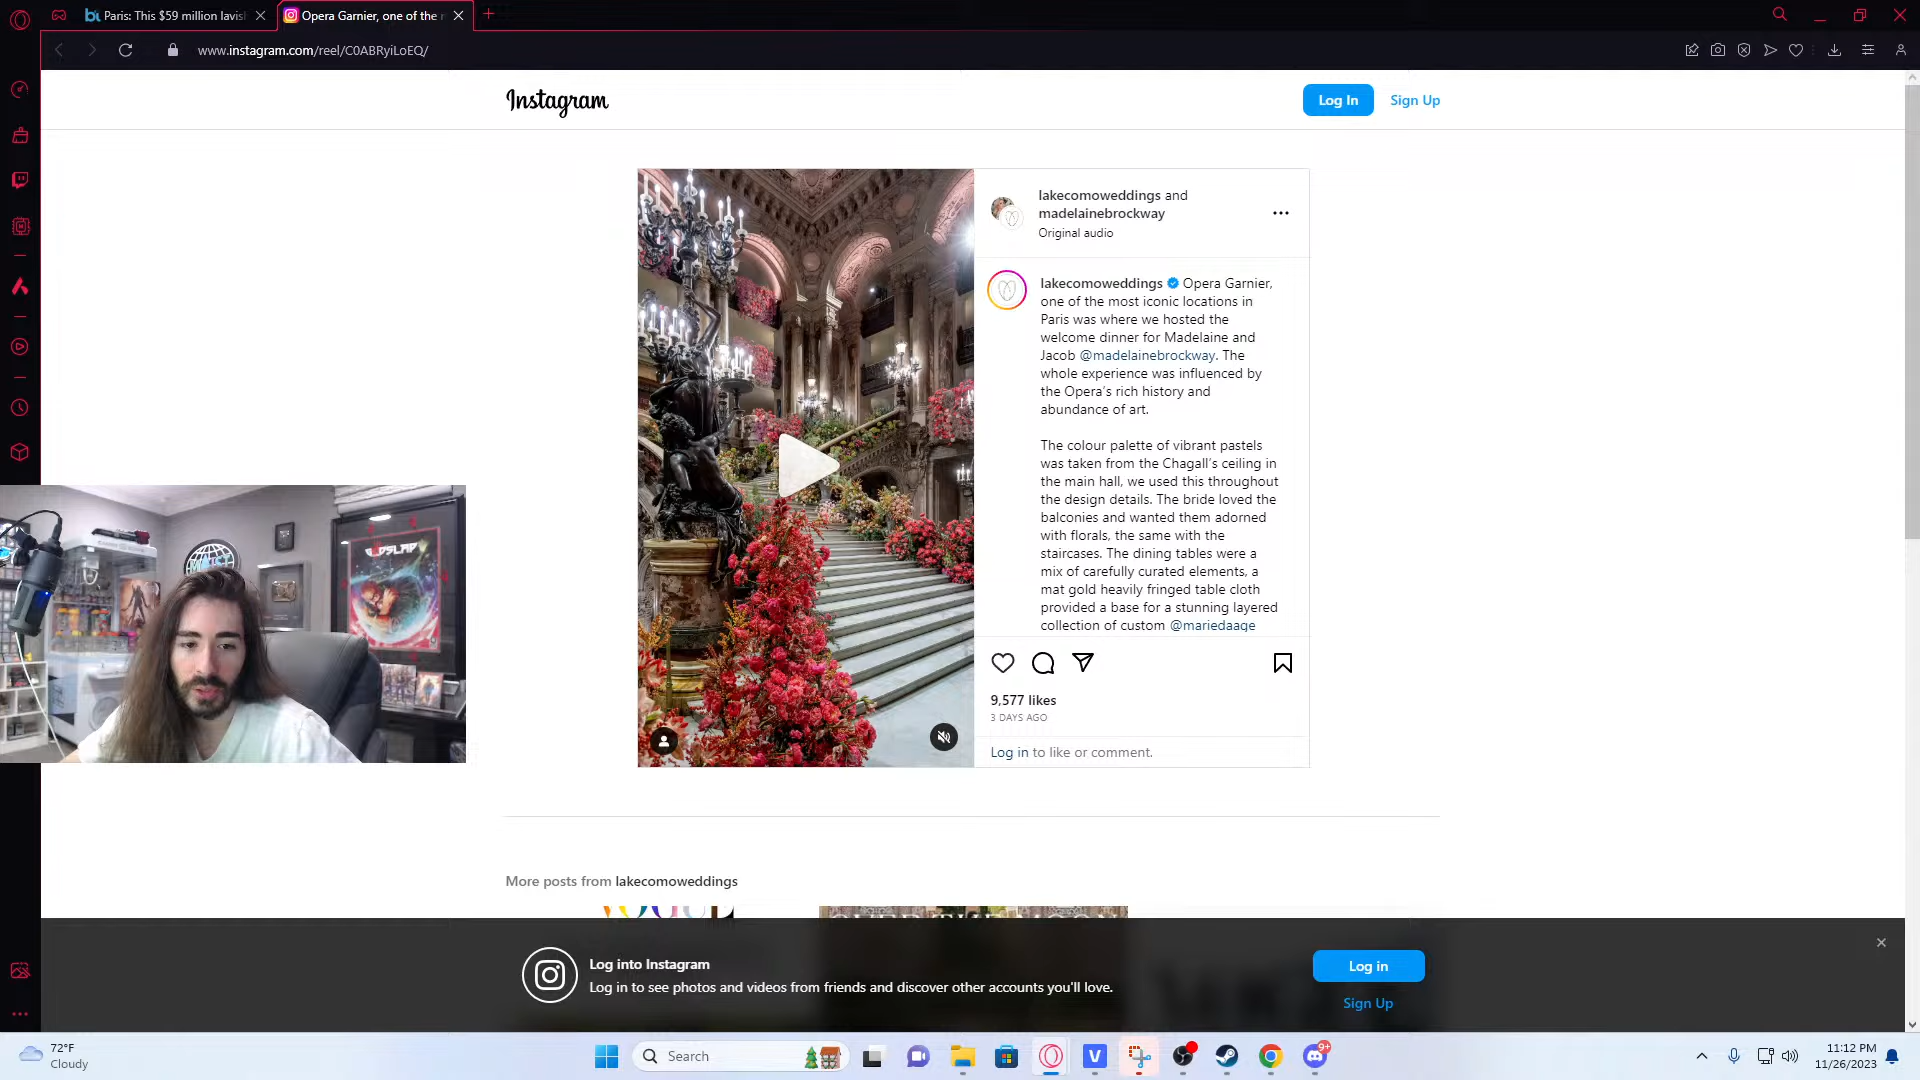 Paris: This $59 million lavis
Opera Garnier, one of the
www.instagram.com/reel/C0ABRyiLoEQ/
Instagram
Log In
Sign Up
lakecomoweddings and
madelainebrockway
Original audio
lakecomoweddings Opera Garnier,
one of the most iconic locations in
Paris was where we hosted the
welcome dinner for Madelaine and
Jacob @madelainebrockway. The
whole experience was influenced by
the Opera's rich history and
abundance of art.
The colour palette of vibrant pastels
was taken from the Chagall's ceiling in
the main hall, we used this throughout
the design details. The bride loved the
balconies and wanted them adorned
with florals, the same with the
staircases. The dining tables were a
mix of carefully curated elements, a
mat gold heavily fringed table cloth
provided a base for a stunning layered
collection of custom @mariedaage
9,577 likes
3 DAYS AGO
Log in to like or comment.
GODSLAP
More posts from lakecomoweddings
VOGUE
Log into Instagram
Log in to see photos and videos from friends and discover other accounts you'll love.
Log in
Sign Up
72°F
Cloudy
Search
9+
11:12 PM
11/26/2023